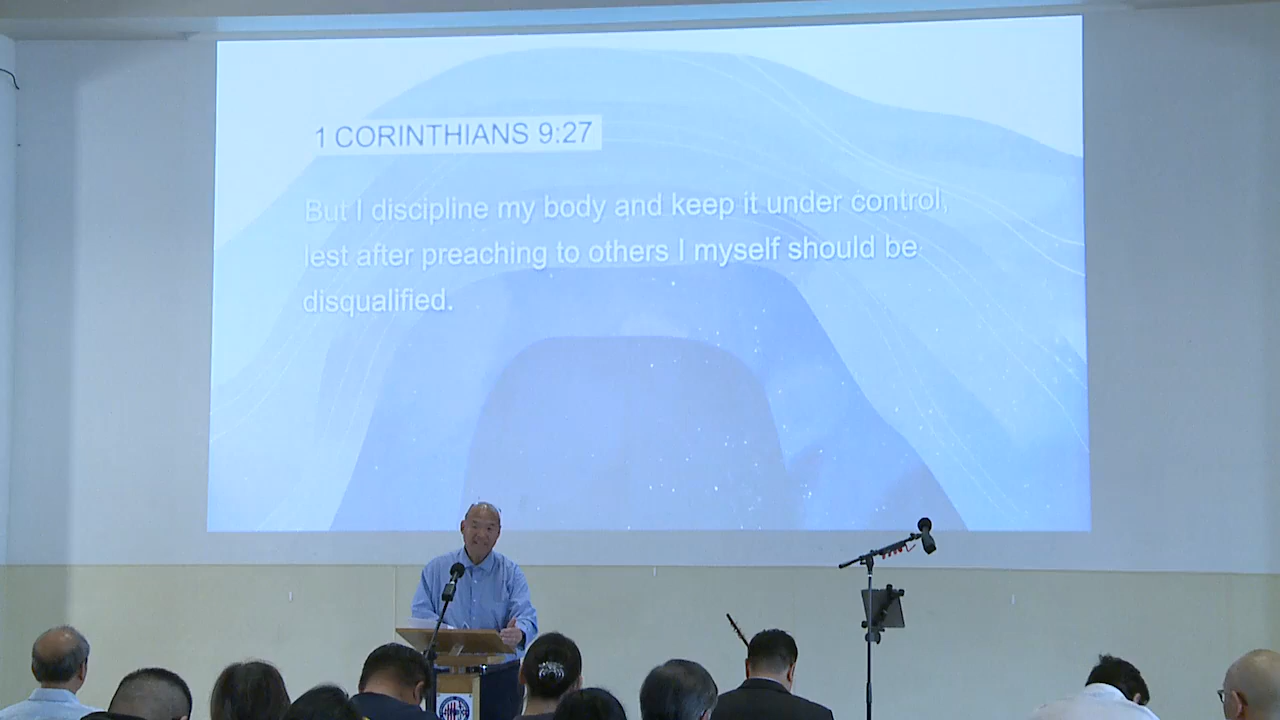 1 CORINTHIANS 9:27
But I discipline my body and keep it under control,
lest after preaching to others I myself should be
disqualified.